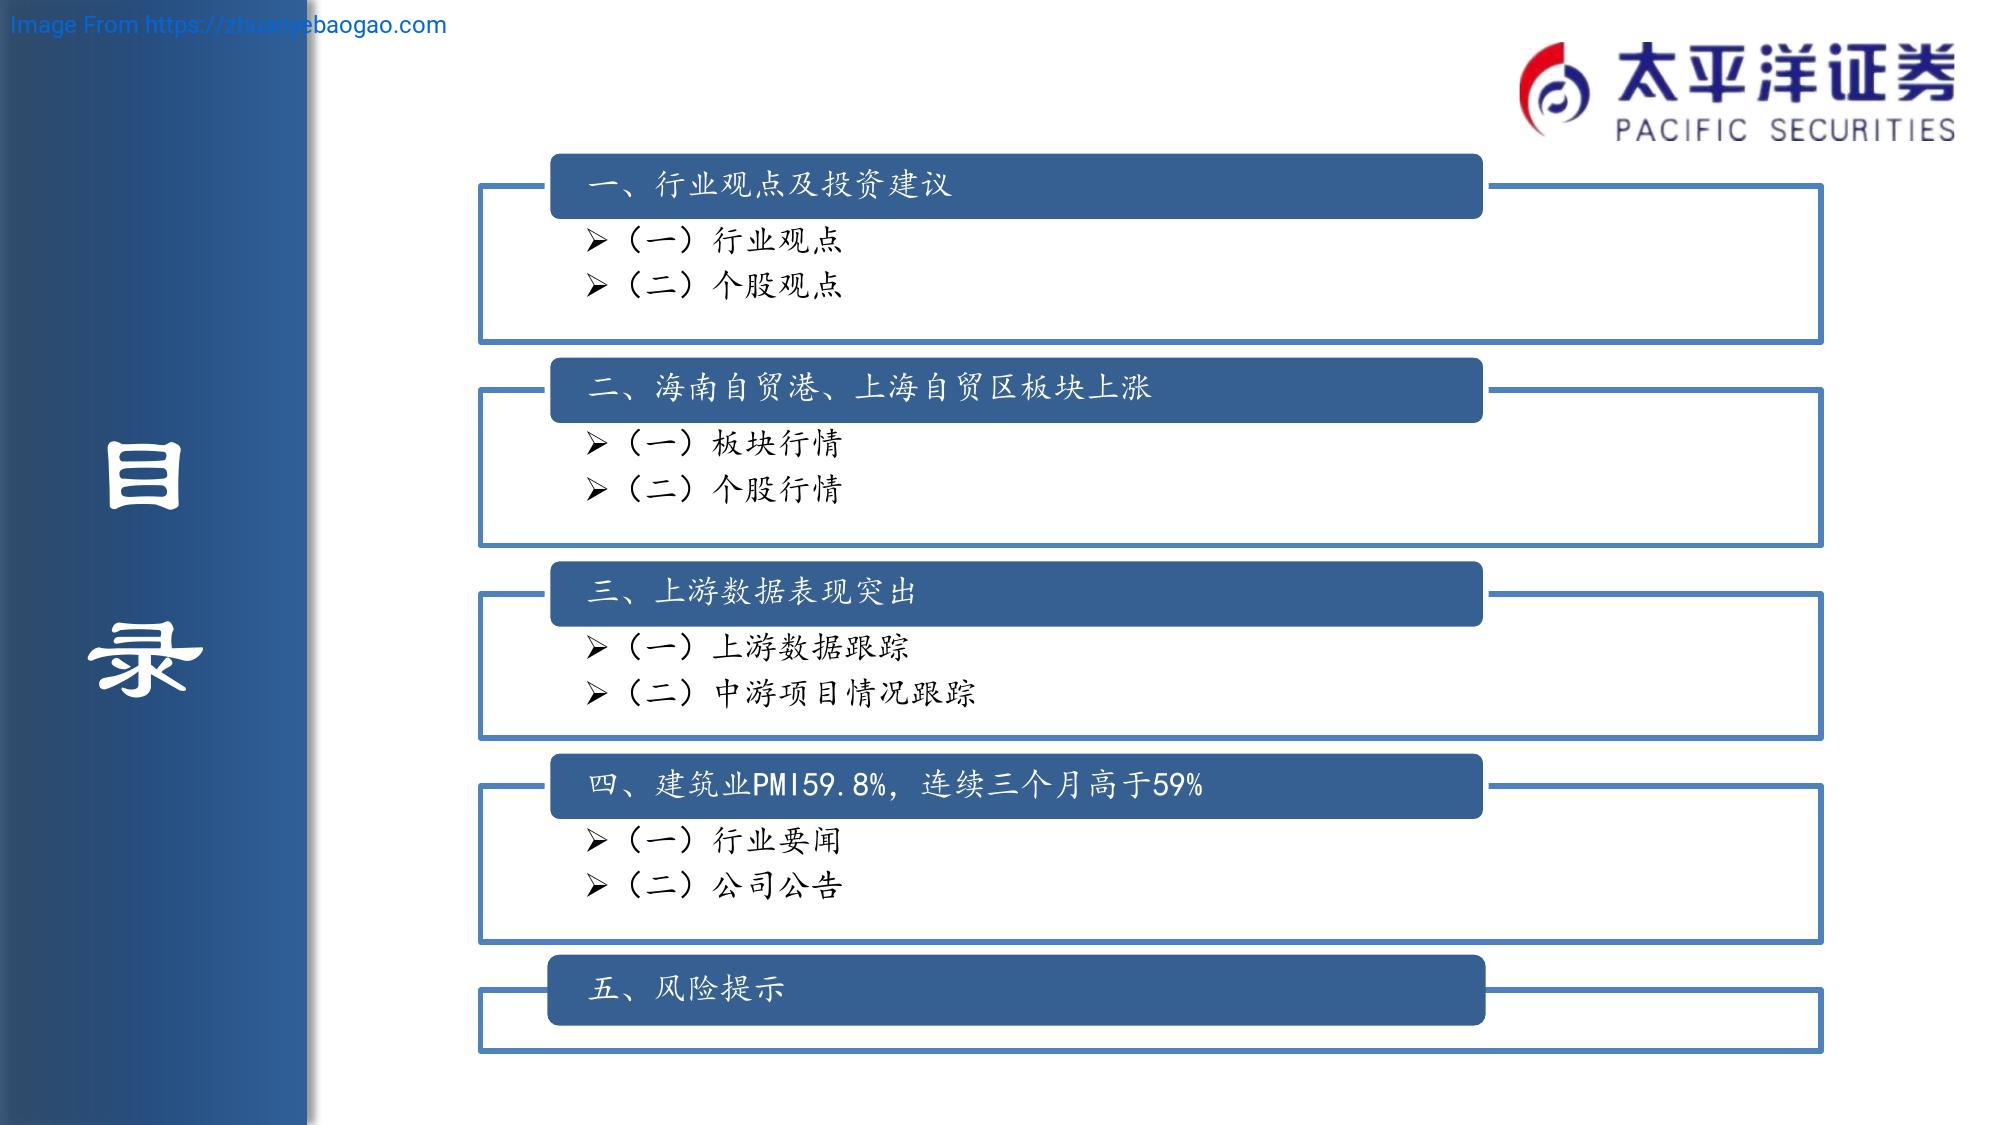 Image From https://zhuanyebaogao.com
太平洋证券
PACIFIC SECURITIES
目
录
一、行业观点及投资建议
（一）行业观点
（二）个股观点
二、海南自贸港、上海自贸区板块上涨
（一）板块行情
（二）个股行情
三、上游数据表现突出
（一）上游数据跟踪
（二）中游项目情况跟踪
四、建筑业PMI59.8%，连续三个月高于59%
（一）行业要闻
（二）公司公告
五、风险提示